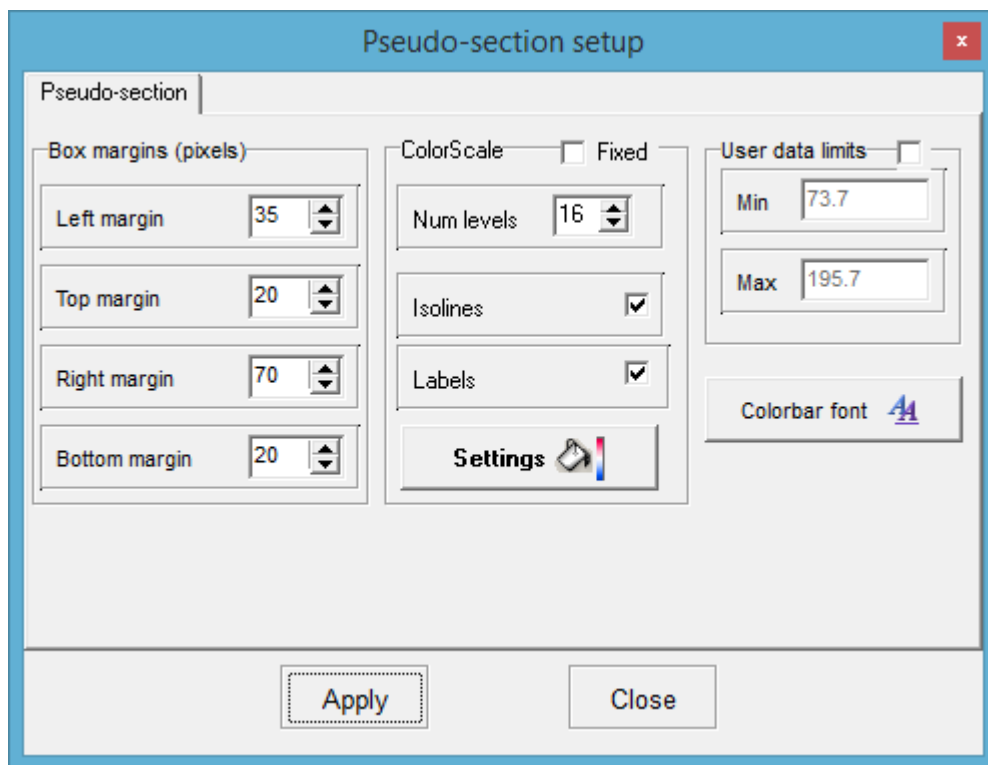 Pseudo-section setup
x
Pseudo-section
Box margins (pixels)
Left margin 35
Top margin 20
Right margin 70
Bottom margin 20
ColorScale Fixed
Num levels 16
Isolines
Labels
Settings
User data limits
Min 73.7
Max 195.7
Colorbar font AA
Apply Close